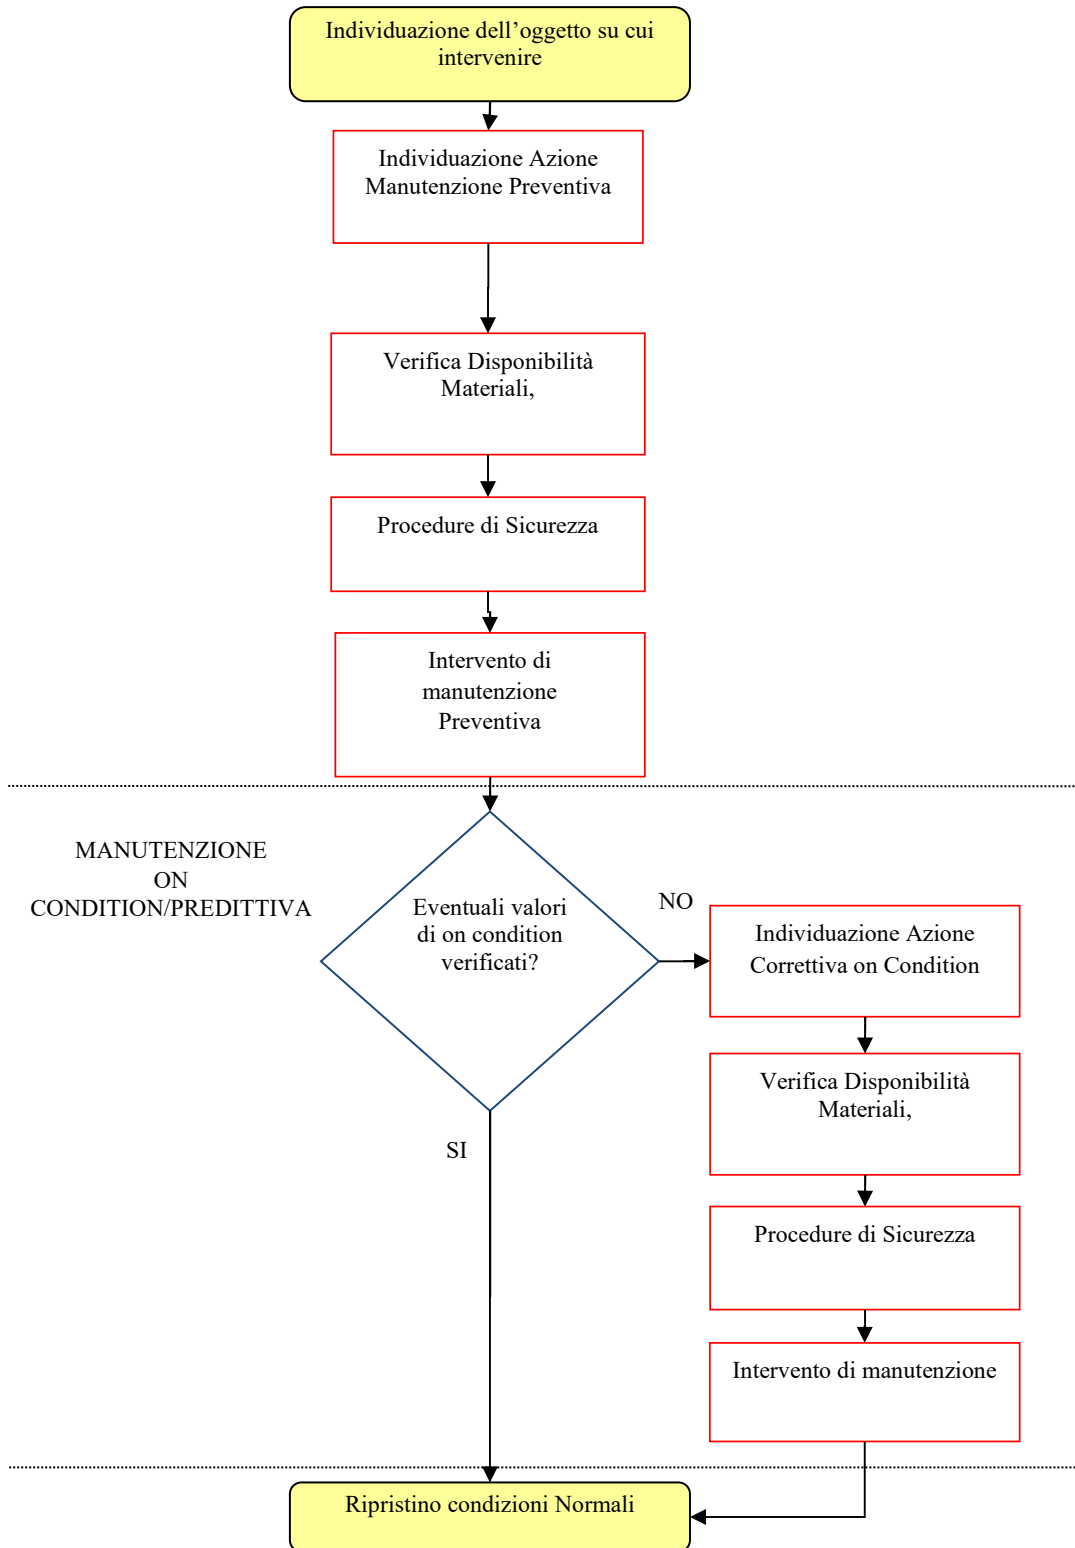 Individuazione dell’oggetto su cui
intervenire
Individuazione Azione
Manutenzione Preventiva
Verifica Disponibilità
Materiali,
Procedure di Sicurezza
Intervento di
manutenzione
Preventiva
MANUTENZIONE
ON
CONDITION/PREDITTIVA
Eventuali valori
di on condition
verificati?
NO
Individuazione Azione
Correttiva on Condition
Verifica Disponibilità
Materiali,
SI
Procedure di Sicurezza
Intervento di manutenzione
Ripristino condizioni Normali